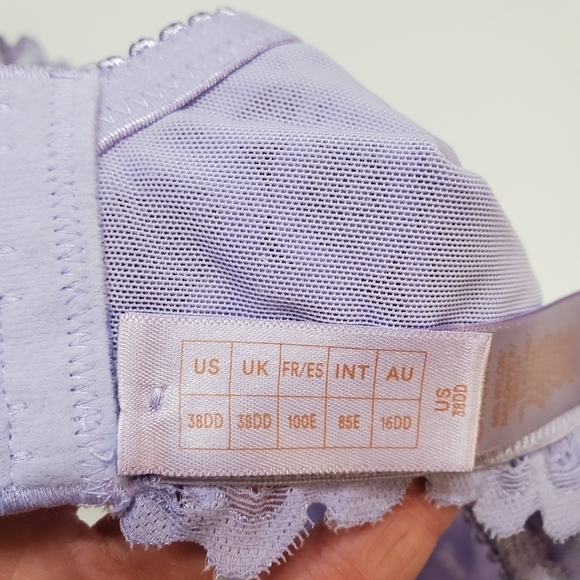 US UK FR/ES INT AU
38DD 38DD 100E 85E 16DD
US
38DD